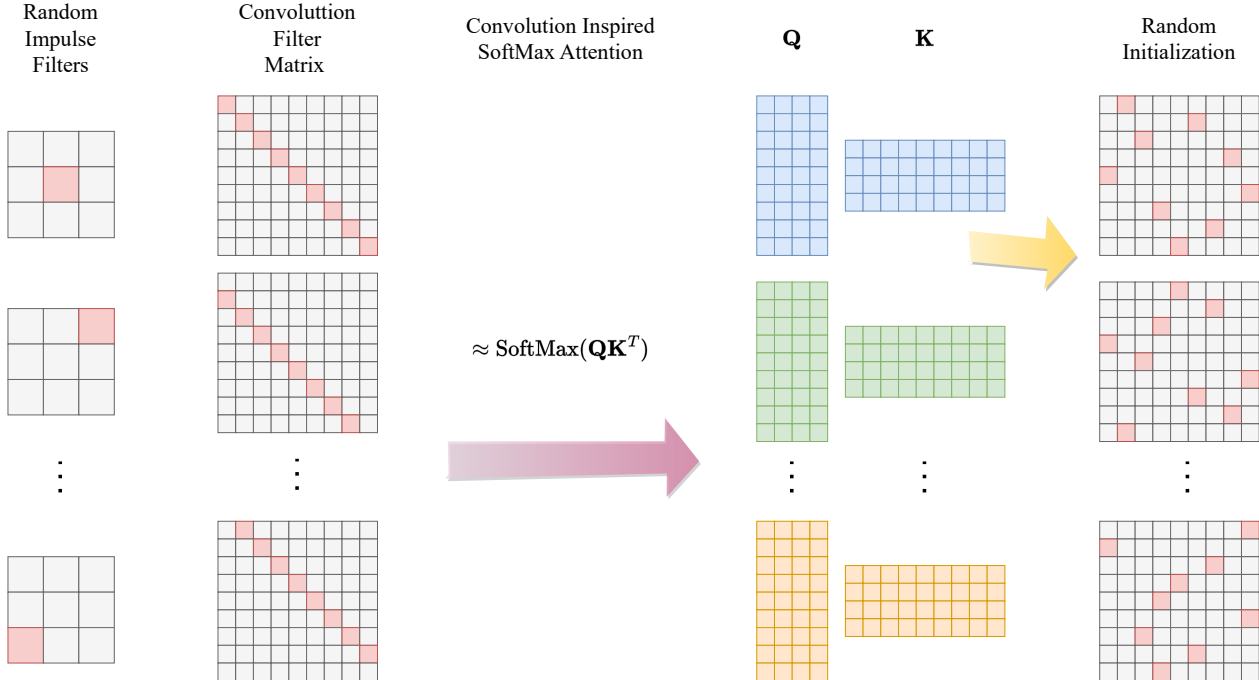 Random
Impulse
Filters
Convoluttion
Filter
Matrix
Convolution Inspired
SoftMax Attention
Q
K
Random
Initialization
≈ SoftMax(QK^T)